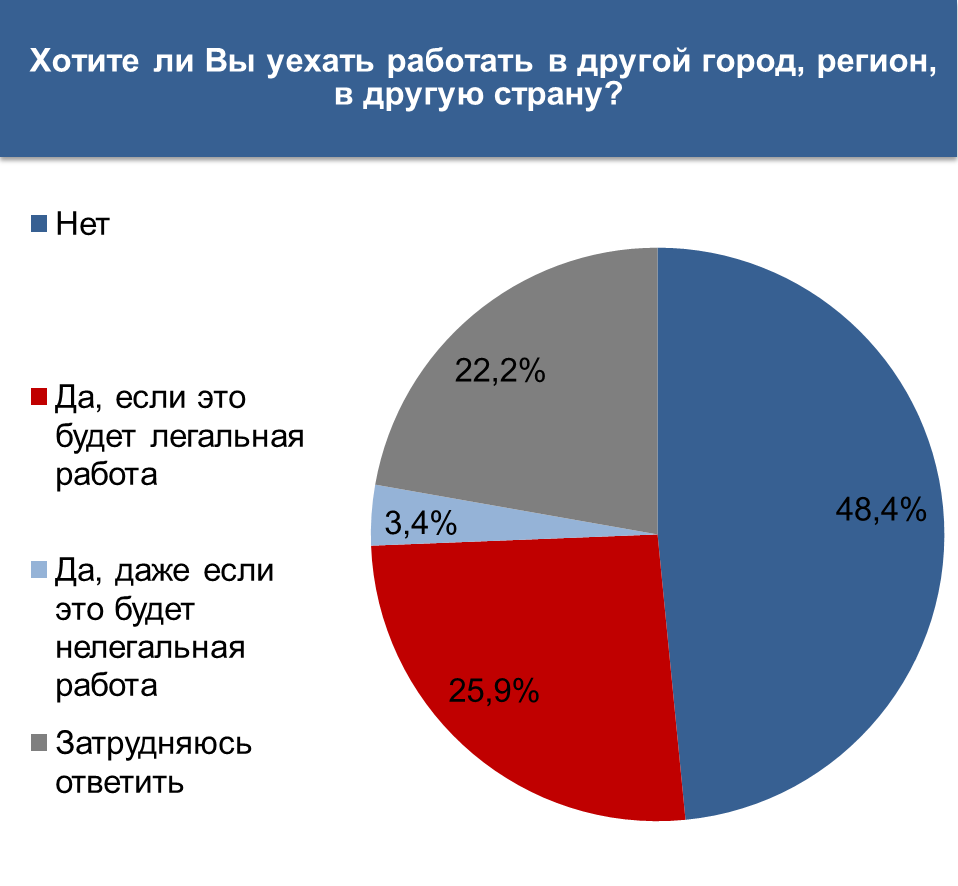 Хотите ли Вы уехать работать в другой город, регион,
в другую страну?
Нет
Да, если это
будет легальная
работа
Да, даже если
это будет
нелегальная
работа
Затрудняюсь
ответить
22,2%
48,4%
3,4%
25,9%